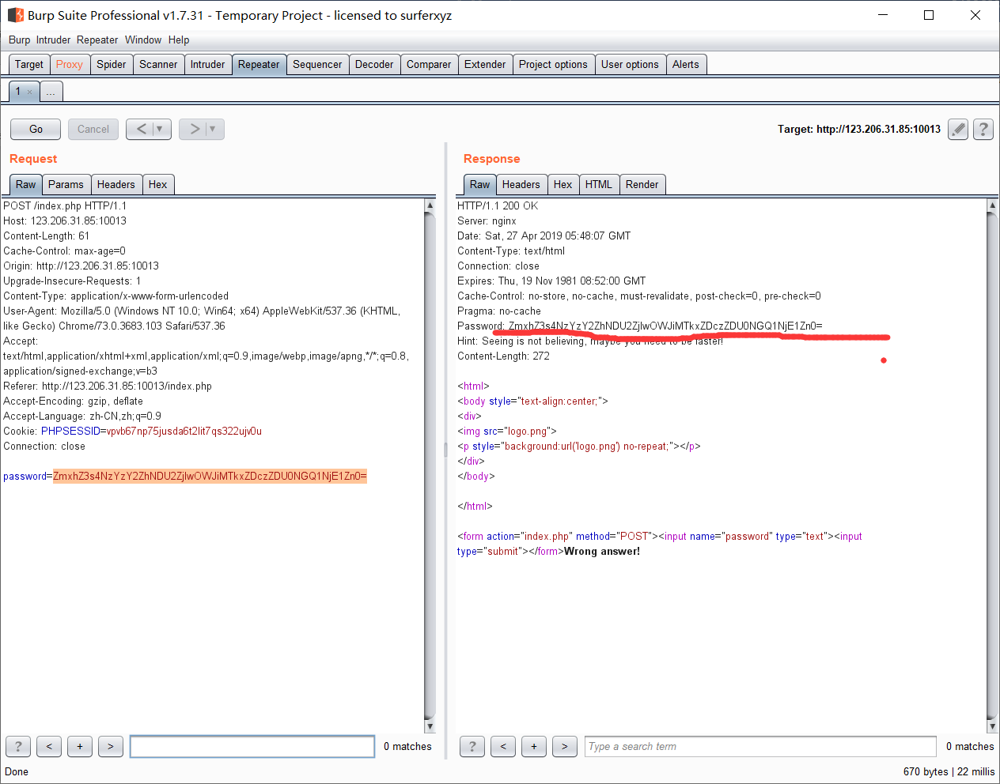 Burp Suite Professional v1.7.31 - Temporary Project - licensed to surferxyz
Burp Intruder Repeater Window Help
Target Proxy Spider Scanner Intruder Repeater Sequencer Decoder Comparer Extender Project options User options Alerts
1 × ...
Go Cancel < ▼ > ▼ Target: http://123.206.31.85:10013 ?
Request
Raw Params Headers Hex
POST /index.php HTTP/1.1
Host: 123.206.31.85:10013
Content-Length: 61
Cache-Control: max-age=0
Origin: http://123.206.31.85:10013
Upgrade-Insecure-Requests: 1
Content-Type: application/x-www-form-urlencoded
User-Agent: Mozilla/5.0 (Windows NT 10.0; Win64; x64) AppleWebKit/537.36 (KHTML,
like Gecko) Chrome/73.0.3683.103 Safari/537.36
Accept:
text/html,application/xhtml+xml,application/xml;q=0.9,image/webp,image/apng,*/*;q=0.8,
application/signed-exchange;v=b3
Referer: http://123.206.31.85:10013/index.php
Accept-Encoding: gzip, deflate
Accept-Language: zh-CN,zh;q=0.9
Cookie: PHPSESSID=vpvb67np75jusda6t2lit7qs322ujv0u
Connection: close
password=ZmxhZ3s4NzYzY2ZhNDU2ZjIwOWJiMTkxZDczZDU0NGQ1NjE1Zn0=
? < + > 0 matches
Response
Raw Headers Hex HTML Render
HTTP/1.1 200 OK
Server: nginx
Date: Sat, 27 Apr 2019 05:48:07 GMT
Content-Type: text/html
Connection: close
Expires: Thu, 19 Nov 1981 08:52:00 GMT
Cache-Control: no-store, no-cache, must-revalidate, post-check=0, pre-check=0
Pragma: no-cache
Password: ZmxhZ3s4NzYzY2ZhNDU2ZjIwOWJiMTkxZDczZDU0NGQ1NjE1Zn0=
Hint: Seeing is not believing, maybe you need to be faster!
Content-Length: 272
<html>
<body style="text-align:center;">
<div>
<img src="logo.png">
<p style="background:url('logo.png') no-repeat;"></p>
</div>
</body>
</html>
<form action="index.php" method="POST"><input name="password" type="text"><input
type="submit"></form>Wrong answer!
? < + > Type a search term 0 matches
Done 670 bytes | 22 millis